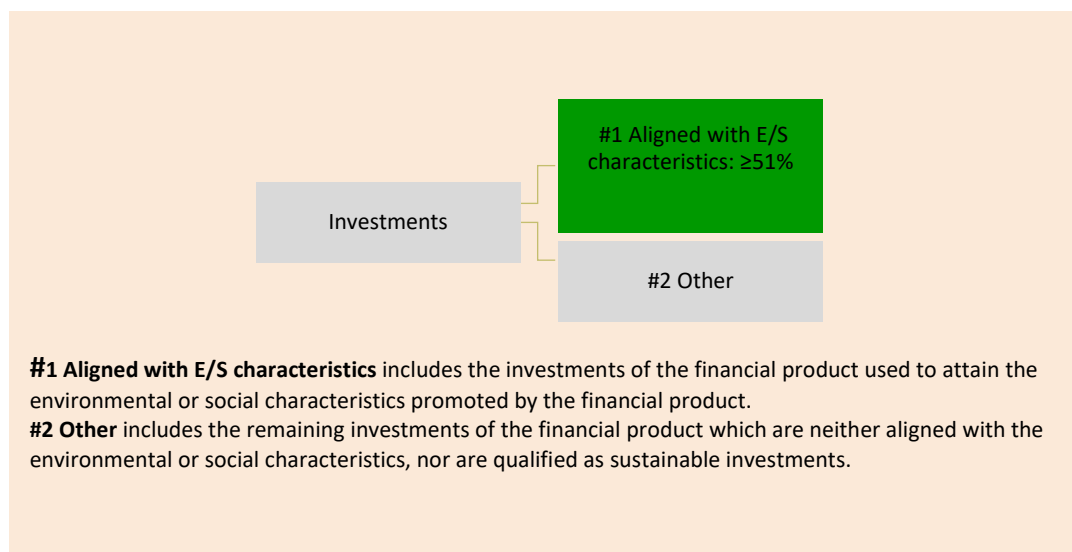 #1 Aligned with E/S
characteristics: ≥51%
Investments
#2 Other
#1 Aligned with E/S characteristics includes the investments of the financial product used to attain the
environmental or social characteristics promoted by the financial product.
#2 Other includes the remaining investments of the financial product which are neither aligned with the
environmental or social characteristics, nor are qualified as sustainable investments.